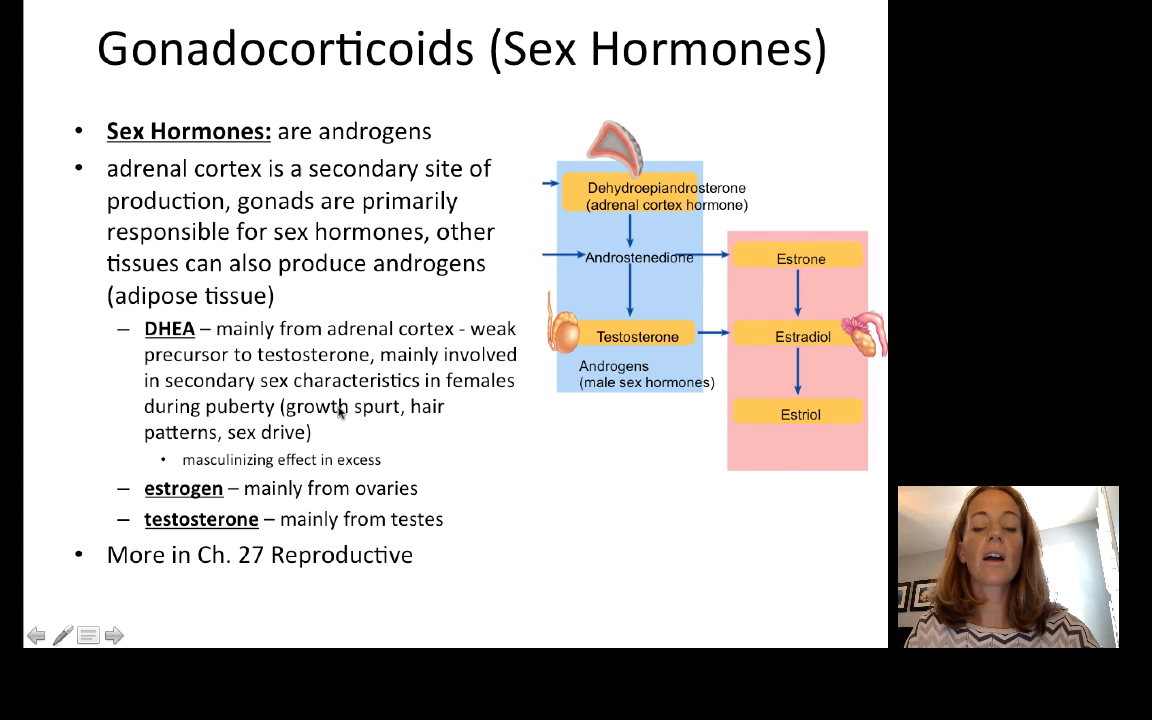 Gonadocorticoids (Sex Hormones)
• Sex Hormones: are androgens
• adrenal cortex is a secondary site of
production, gonads are primarily
responsible for sex hormones, other
tissues can also produce androgens
(adipose tissue)
– DHEA – mainly from adrenal cortex - weak
precursor to testosterone, mainly involved
in secondary sex characteristics in females
during puberty (growth spurt, hair
patterns, sex drive)
• masculinizing effect in excess
– estrogen – mainly from ovaries
– testosterone – mainly from testes
• More in Ch. 27 Reproductive
Dehydroepiandrosterone
(adrenal cortex hormone)
Androstenedione
Testosterone
Androgens
(male sex hormones)
Estrone
Estradiol
Estriol